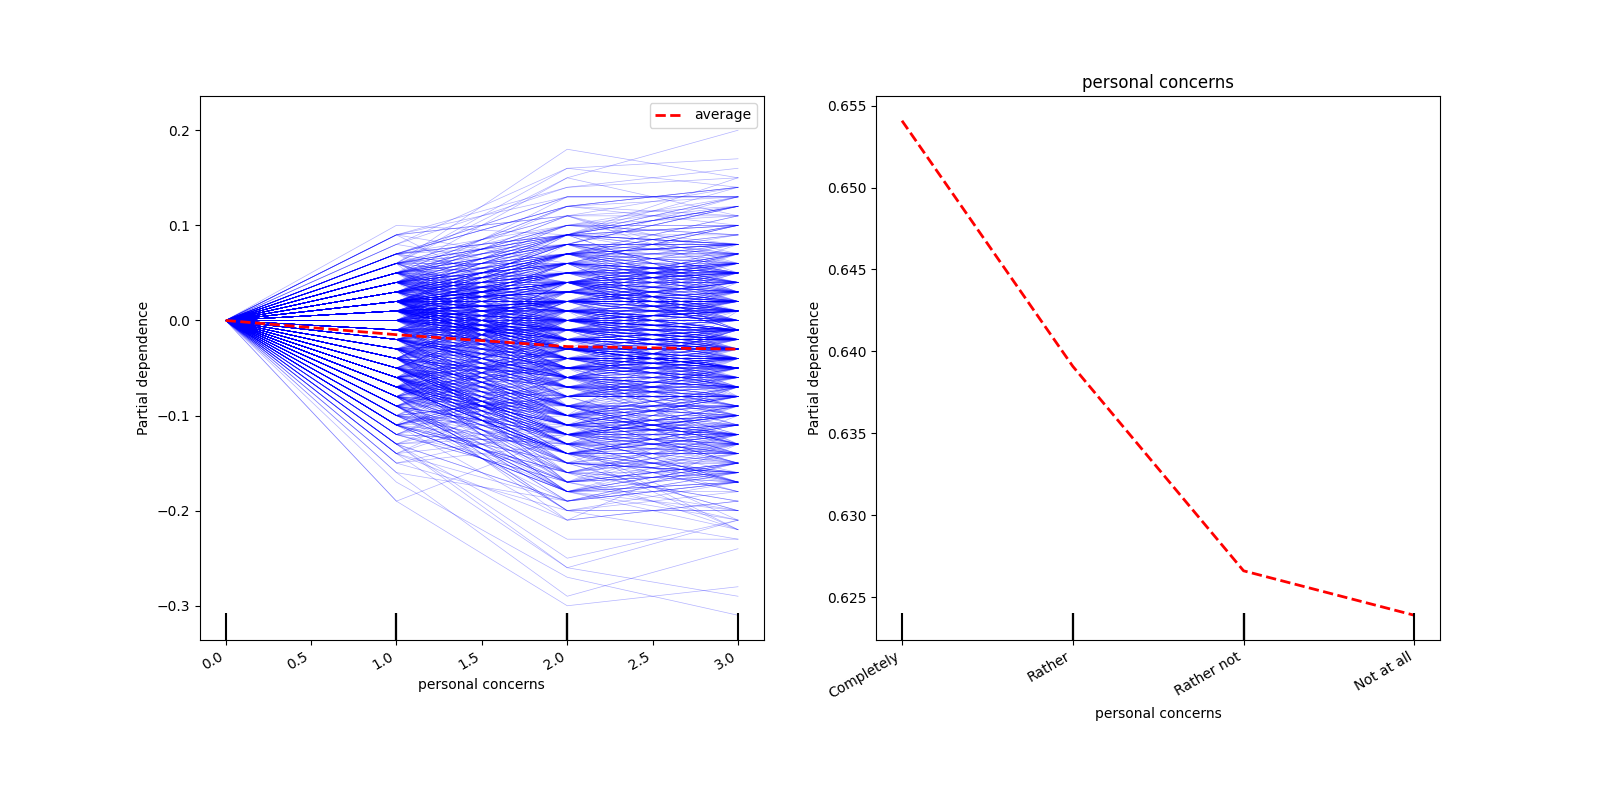 average
0.2
0.1
0.0
−0.1
−0.2
−0.3
Partial dependence
0.0 0.5 1.0 1.5 2.0 2.5 3.0
personal concerns
personal concerns
0.655
0.650
0.645
0.640
0.635
0.630
0.625
Partial dependence
Completely Rather Rather not Not at all
personal concerns